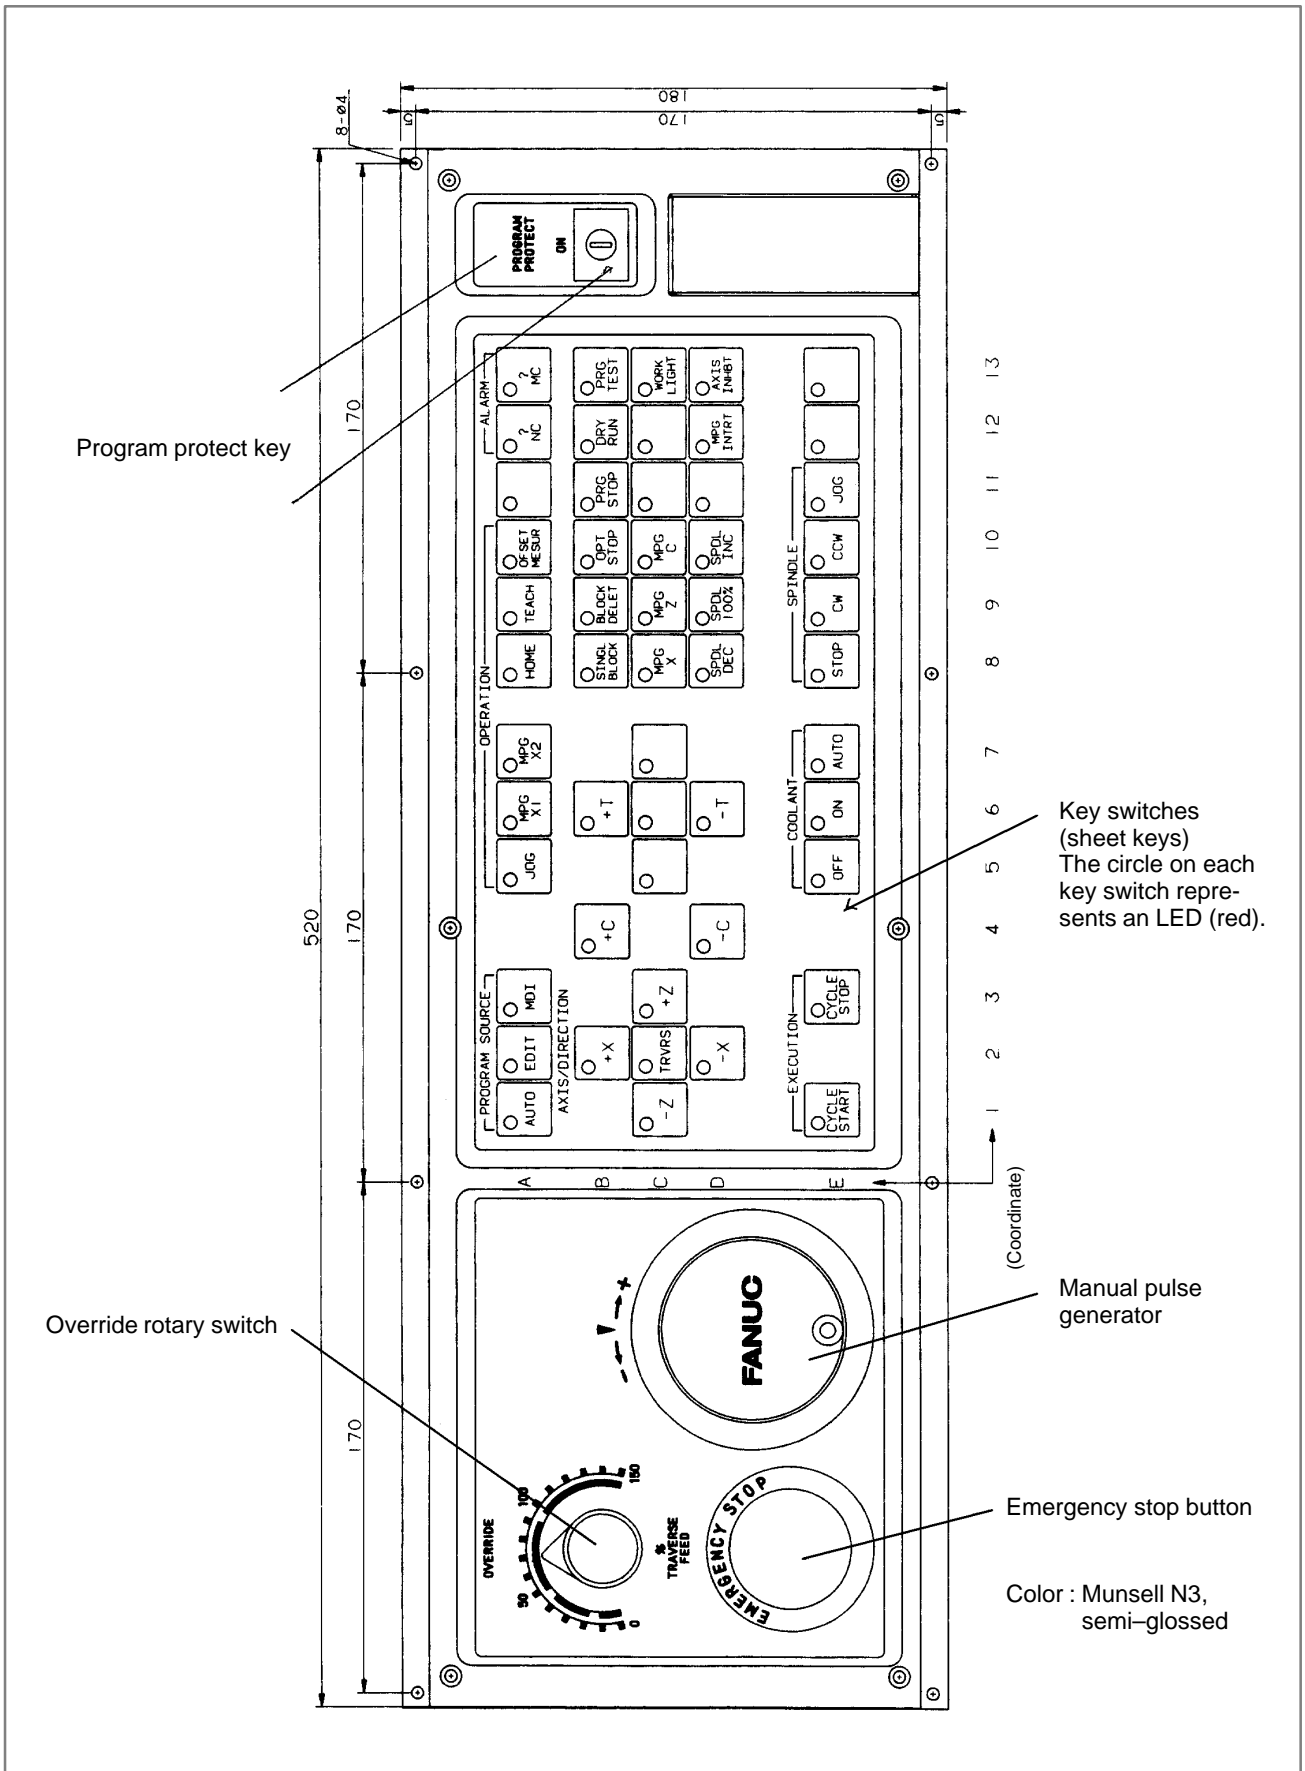 180
170
5
5
8-ø4
520
170
170
170
PROGRAM
PROTECT
ON
Program protect key
ALARM
?
MC
?
NC
PRG
TEST
DRY
RUN
PRG
STOP
WORK
LIGHT
AXIS
INHBT
MPG
INTRT
OPERATION
OFSET
MESUR
TEACH
HOME
MPG
X2
MPG
X1
JOG
OPT
STOP
BLOCK
DELET
SINGL
BLOCK
MPG
C
MPG
Z
MPG
X
SPDL
INC
SPDL
100%
SPDL
DEC
SPINDLE
JOG
CCW
CW
STOP
COOLANT
AUTO
ON
OFF
+T
-T
+C
-C
PROGRAM SOURCE
MDI
EDIT
AUTO
AXIS/DIRECTION
+X
+Z
TRVRS
-Z
-X
EXECUTION
CYCLE
STOP
CYCLE
START
13
12
11
10
9
8
7
6
5
4
3
2
1
A
B
C
D
E
(Coordinate)
Key switches
(sheet keys)
The circle on each
key switch repre-
sents an LED (red).
FANUC
- +
Manual pulse
generator
Override rotary switch
OVERRIDE
0
50
100
150
%
TRAVERSE
FEED
EMERGENCY STOP
Emergency stop button
Color : Munsell N3,
semi–glossed